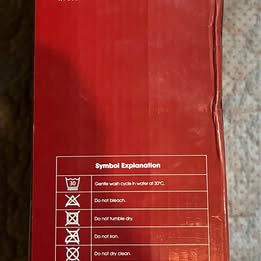 Symbol Explanation
30
Gentle wash cycle in water at 30°C.
Do not bleach.
Do not tumble dry.
Do not iron.
Do not dry clean.